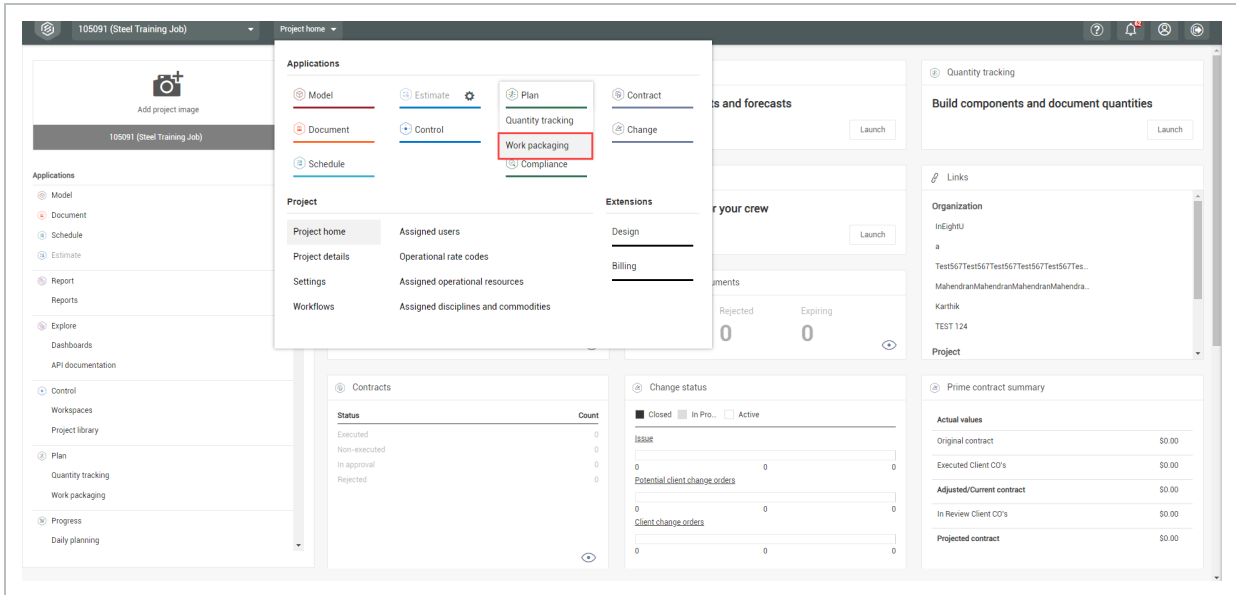 105091 (Steel Training Job)
Project home
Add project image
105091 (Steel Training Job)
Applications
Model
Document
Schedule
Estimate
Report
Reports
Explore
Dashboards
API documentation
Control
Workspaces
Project library
Plan
Quantity tracking
Work packaging
Progress
Daily planning
Applications
Model
Estimate
Plan
Contract
Quantity tracking
Document
Control
Change
Work packaging
Schedule
Compliance
Project
Extensions
Project home
Assigned users
Design
Project details
Operational rate codes
Billing
Settings
Assigned operational resources
Workflows
Assigned disciplines and commodities
ts and forecasts
Launch
r your crew
Launch
uments
Rejected
Expiring
0
0
Quantity tracking
Build components and document quantities
Launch
Links
Organization
InEightU
a
Test567Test567Test567Test567Test567Tes..
MahendranMahendranMahendranMahendra..
Karthik
TEST 124
Project
Contracts
Status Count
Executed 0
Non-executed 0
In approval 0
Rejected 0
Change status
Closed In Pro.. Active
Issue
0 0 0
Potential client change orders
0 0 0
Client change orders
0 0 0
Prime contract summary
Actual values
Original contract $0.00
Executed Client CO's $0.00
Adjusted/Current contract $0.00
In Review Client CO's $0.00
Projected contract $0.00